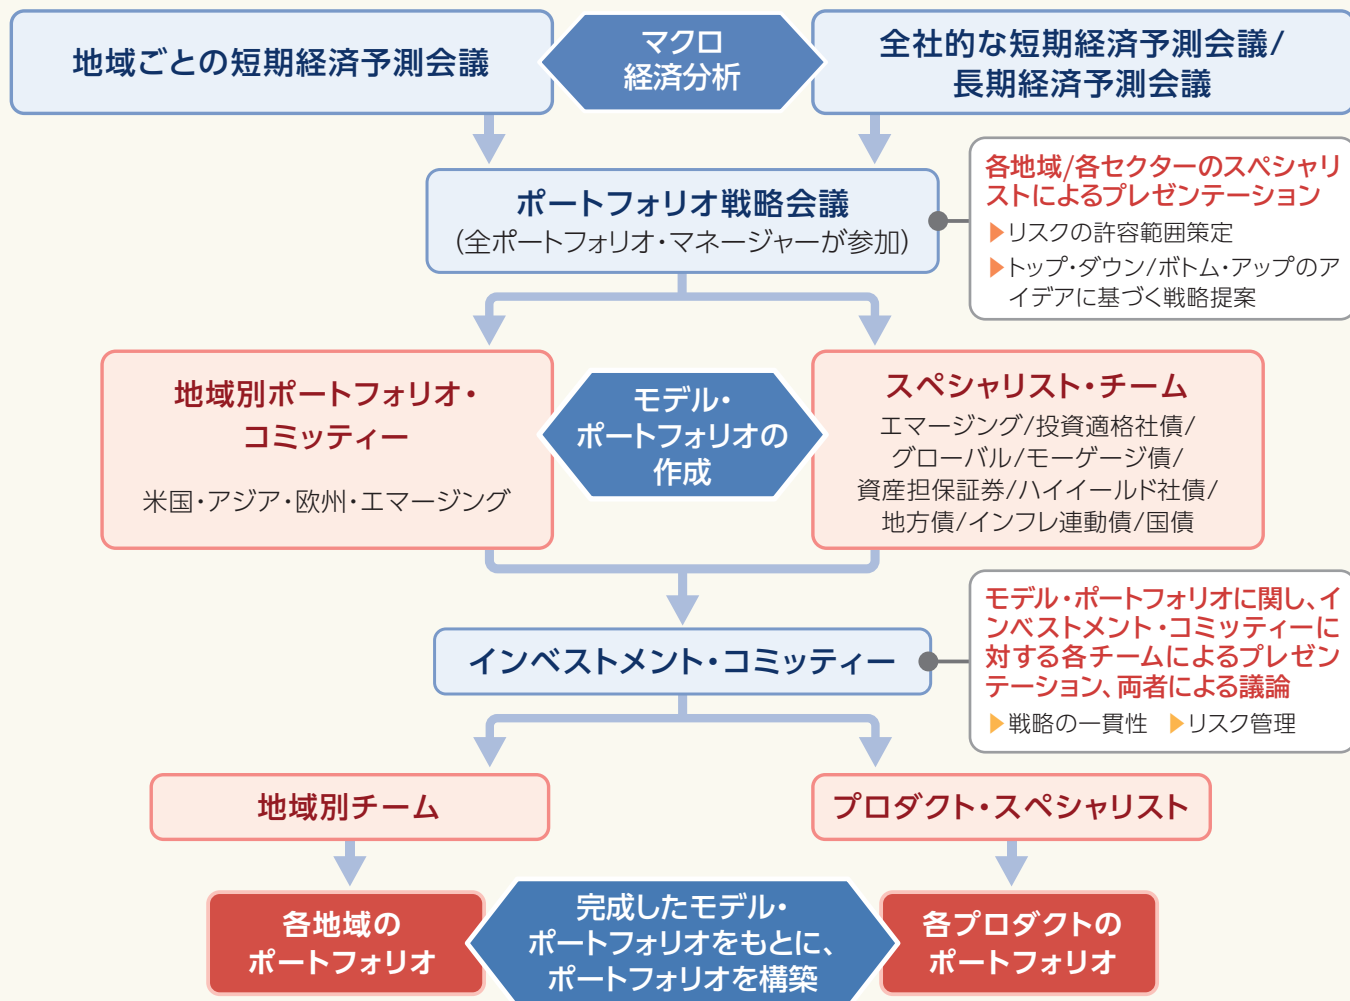 地域ごとの短期経済予測会議
マクロ
経済分析
全社的な短期経済予測会議/
長期経済予測会議
ポートフォリオ戦略会議
(全ポートフォリオ・マネージャーが参加)
各地域/各セクターのスペシャリ
ストによるプレゼンテーション
▶リスクの許容範囲策定
▶トップ・ダウン/ボトム・アップのア
イデアに基づく戦略提案
地域別ポートフォリオ・
コミッティー
米国・アジア・欧州・エマージング
モデル・
ポートフォリオの
作成
スペシャリスト・チーム
エマージング/投資適格社債/
グローバル/モーゲージ債/
資産担保証券/ハイイールド社債/
地方債/インフレ連動債/国債
インベストメント・コミッティー
モデル・ポートフォリオに関し、イ
ンベストメント・コミッティーに
対する各チームによるプレゼン
テーション、両者による議論
▶戦略の一貫性 ▶リスク管理
地域別チーム
プロダクト・スペシャリスト
各地域の
ポートフォリオ
完成したモデル・
ポートフォリオをもとに、
ポートフォリオを構築
各プロダクトの
ポートフォリオ